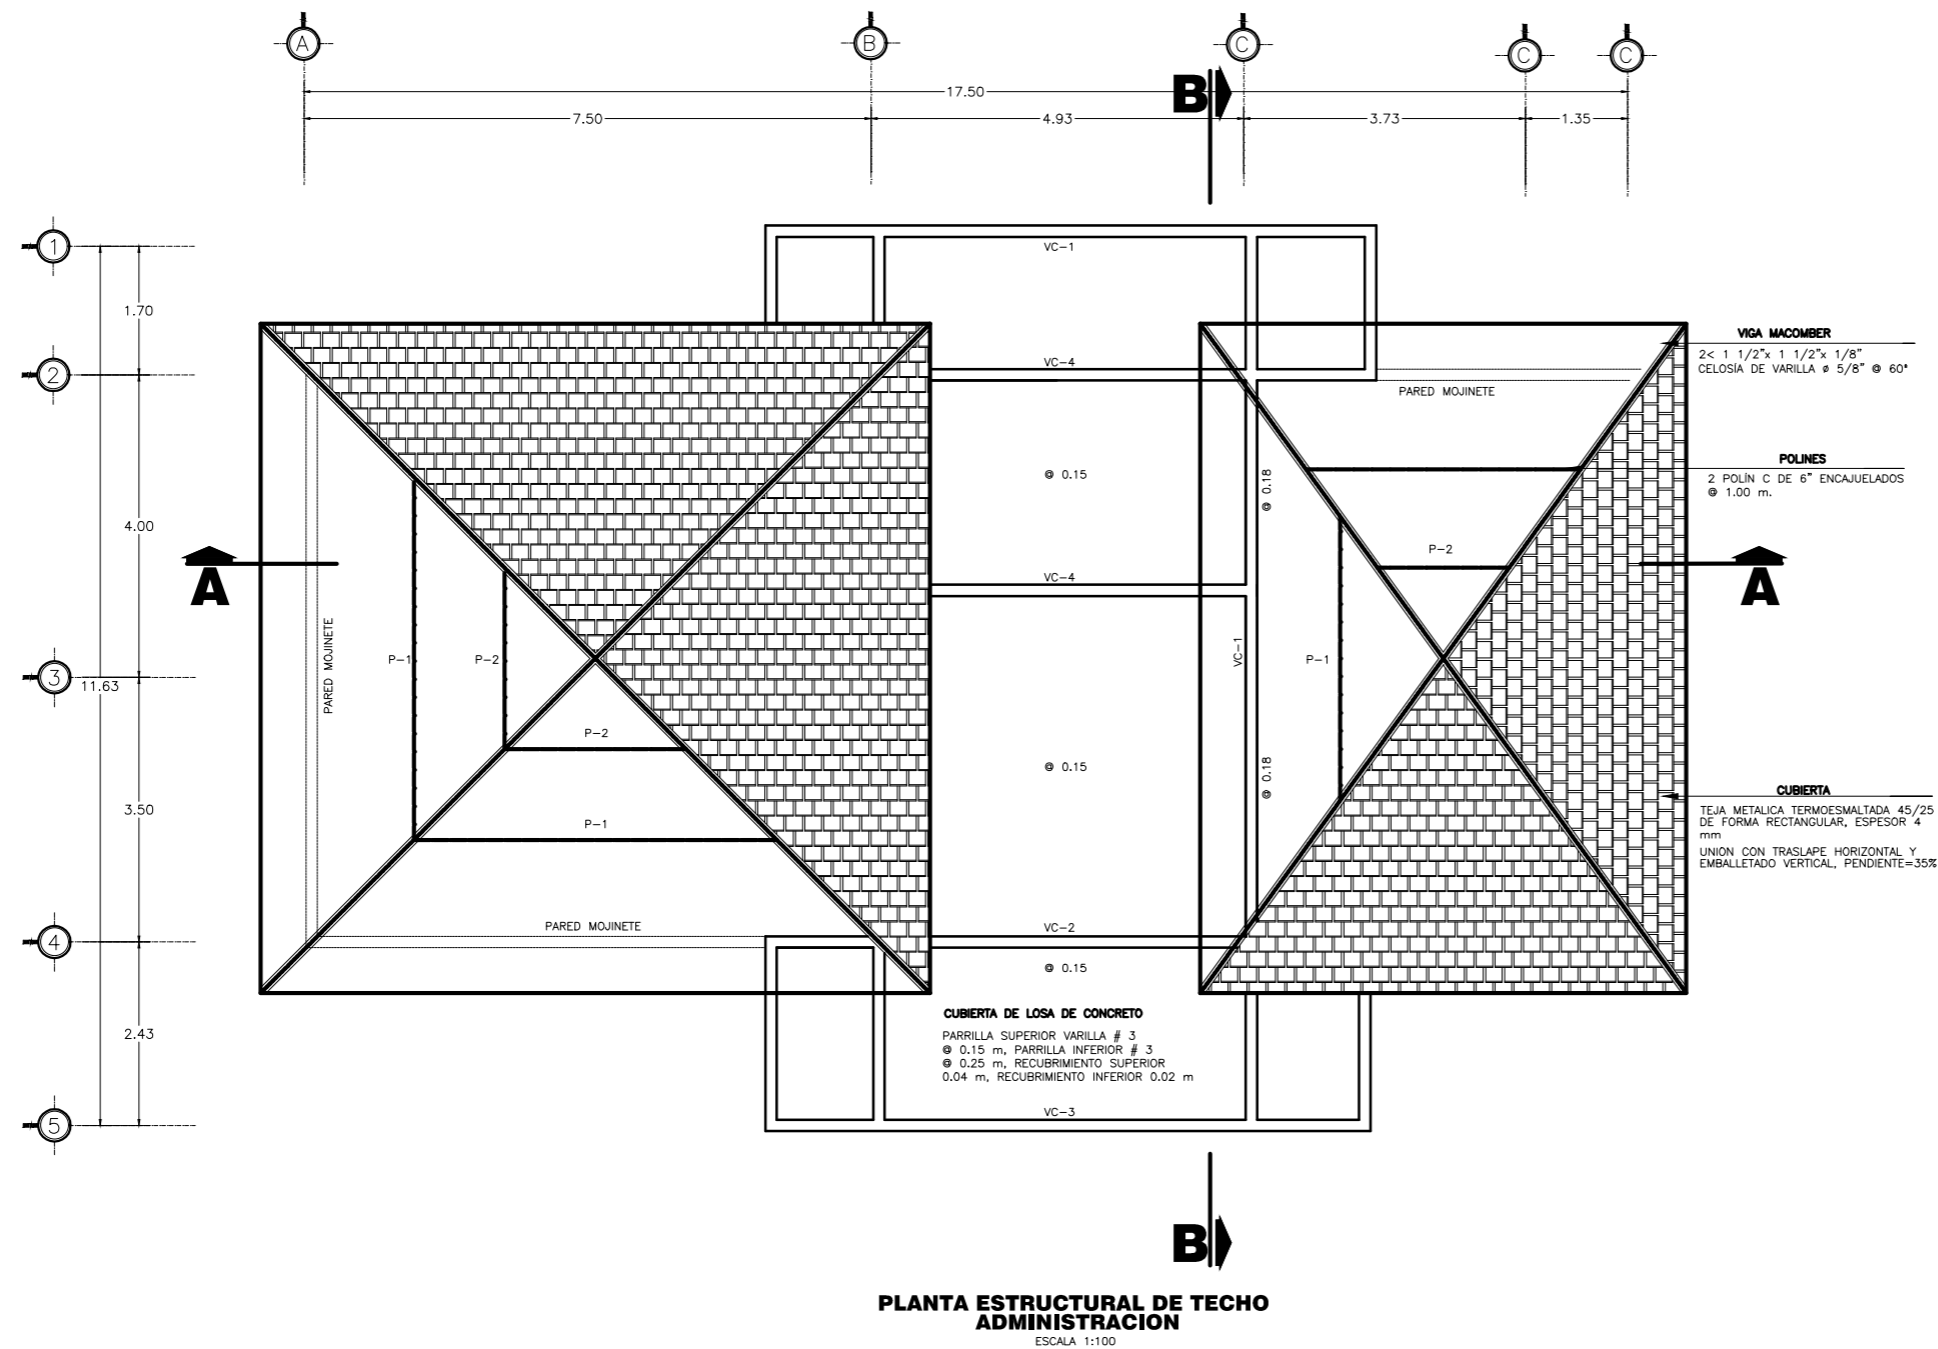 A
B
C
C
C
17.50
B
7.50
4.93
3.73
1.35
1
VC-1
1.70
VIGA MACOMBER
2< 1 1/2"x 1 1/2"x 1/8"
CELOSÍA DE VARILLA ø 5/8" @ 60°
2
VC-4
PARED MOJINETE
POLINES
2 POLÍN C DE 6" ENCAJUELADOS
@ 1.00 m.
@ 0.15
@ 0.18
4.00
P-2
A
A
VC-4
PARED MOJINETE
P-1
P-2
VC-1
P-1
3
11.63
P-2
@ 0.15
@ 0.18
CUBIERTA
TEJA METALICA TERMOESMALTADA 45/25
DE FORMA RECTANGULAR, ESPESOR 4
mm
UNION CON TRASLAPE HORIZONTAL Y
EMBALLETADO VERTICAL, PENDIENTE=35%
3.50
P-1
PARED MOJINETE
VC-2
4
@ 0.15
CUBIERTA DE LOSA DE CONCRETO
PARRILLA SUPERIOR VARILLA # 3
@ 0.15 m, PARRILLA INFERIOR # 3
@ 0.25 m, RECUBRIMIENTO SUPERIOR
0.04 m, RECUBRIMIENTO INFERIOR 0.02 m
2.43
VC-3
5
B
PLANTA ESTRUCTURAL DE TECHO
ADMINISTRACION
ESCALA 1:100